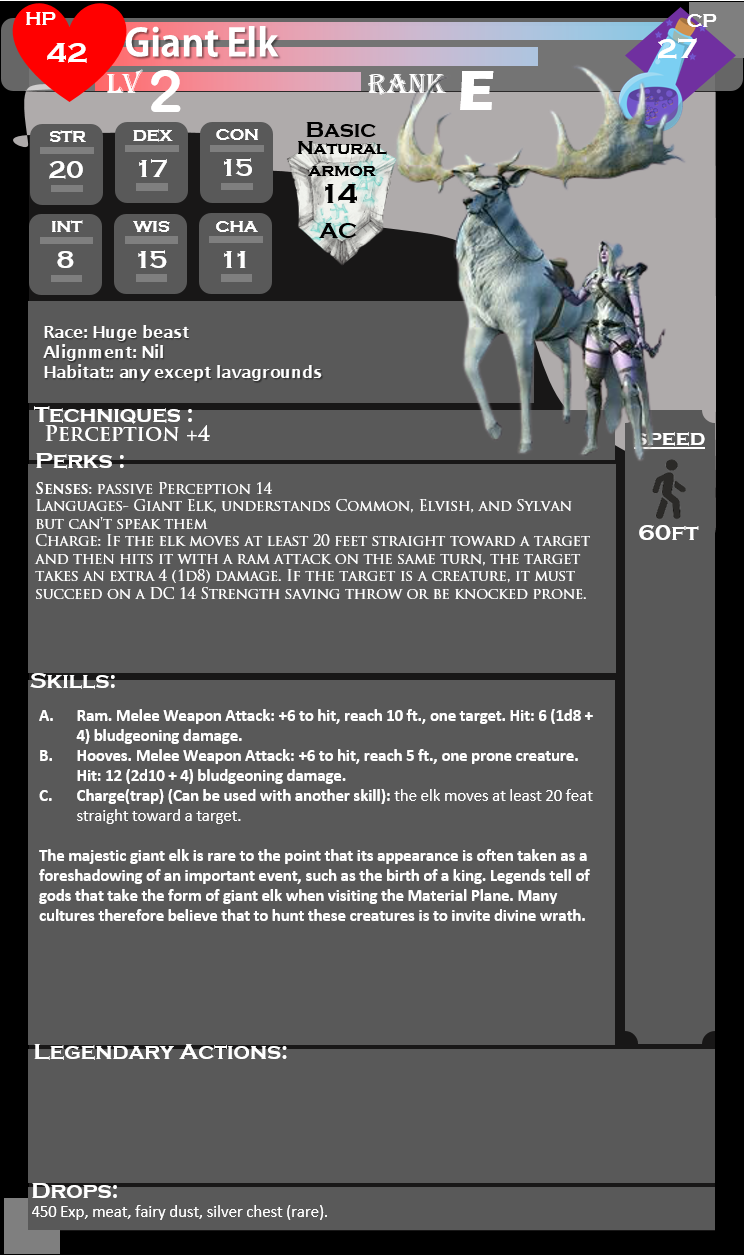 HP
42
Giant Elk
CP
27
LV 2
RANK E
STR
20
DEX
17
CON
15
INT
8
WIS
15
CHA
11
BASIC
NATURAL
ARMOR
14
AC
Race: Huge beast
Alignment: Nil
Habitat:: any except lavagrounds
TECHNIQUES :
PERCEPTION +4
PERKS :
SENSES: PASSIVE PERCEPTION 14
LANGUAGES- GIANT ELK, UNDERSTANDS COMMON, ELVISH, AND SYLVAN
BUT CAN'T SPEAK THEM
CHARGE: IF THE ELK MOVES AT LEAST 20 FEET STRAIGHT TOWARD A TARGET
AND THEN HITS IT WITH A RAM ATTACK ON THE SAME TURN, THE TARGET
TAKES AN EXTRA 4 (1D8) DAMAGE. IF THE TARGET IS A CREATURE, IT MUST
SUCCEED ON A DC 14 STRENGTH SAVING THROW OR BE KNOCKED PRONE.
SPEED
60FT
SKILLS:
A. Ram. Melee Weapon Attack: +6 to hit, reach 10 ft., one target. Hit: 6 (1d8 +
4) bludgeoning damage.
B. Hooves. Melee Weapon Attack: +6 to hit, reach 5 ft., one prone creature.
Hit: 12 (2d10 + 4) bludgeoning damage.
C. Charge(trap) (Can be used with another skill): the elk moves at least 20 feat
straight toward a target.
The majestic giant elk is rare to the point that its appearance is often taken as a
foreshadowing of an important event, such as the birth of a king. Legends tell of
gods that take the form of giant elk when visiting the Material Plane. Many
cultures therefore believe that to hunt these creatures is to invite divine wrath.
LEGENDARY ACTIONS:
DROPS:
450 Exp, meat, fairy dust, silver chest (rare).